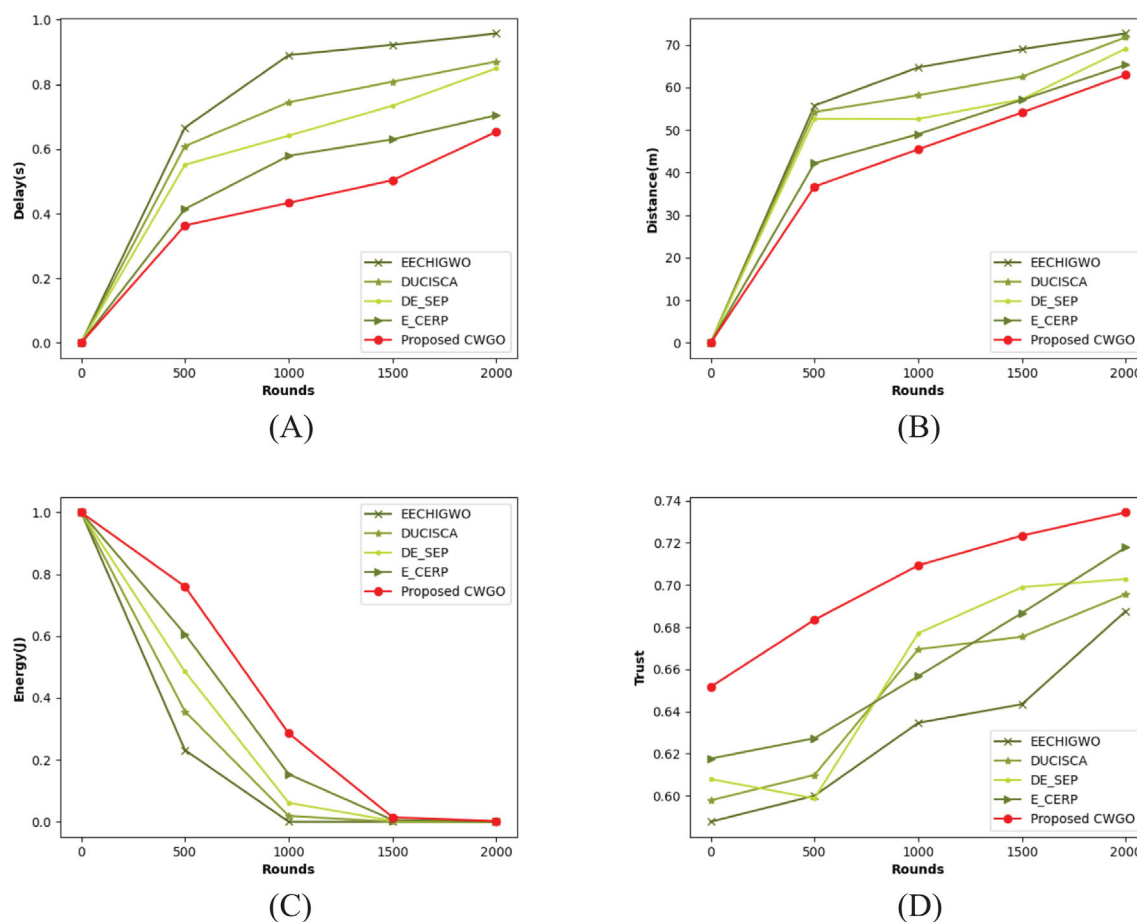 1.0
0.8
0.6
0.4
0.2
0.0
Delay(s)
0 500 1000 1500 2000
Rounds
EECHIGWO
DUCISCA
DE_SEP
E_CERP
Proposed CWGO
(A)
70
60
50
40
30
20
10
0
Distance(m)
0 500 1000 1500 2000
Rounds
EECHIGWO
DUCISCA
DE_SEP
E_CERP
Proposed CWGO
(B)
1.0
0.8
0.6
0.4
0.2
0.0
Energy(J)
0 500 1000 1500 2000
Rounds
EECHIGWO
DUCISCA
DE_SEP
E_CERP
Proposed CWGO
(C)
0.74
0.72
0.70
0.68
0.66
0.64
0.62
0.60
Trust
0 500 1000 1500 2000
Rounds
EECHIGWO
DUCISCA
DE_SEP
E_CERP
Proposed CWGO
(D)